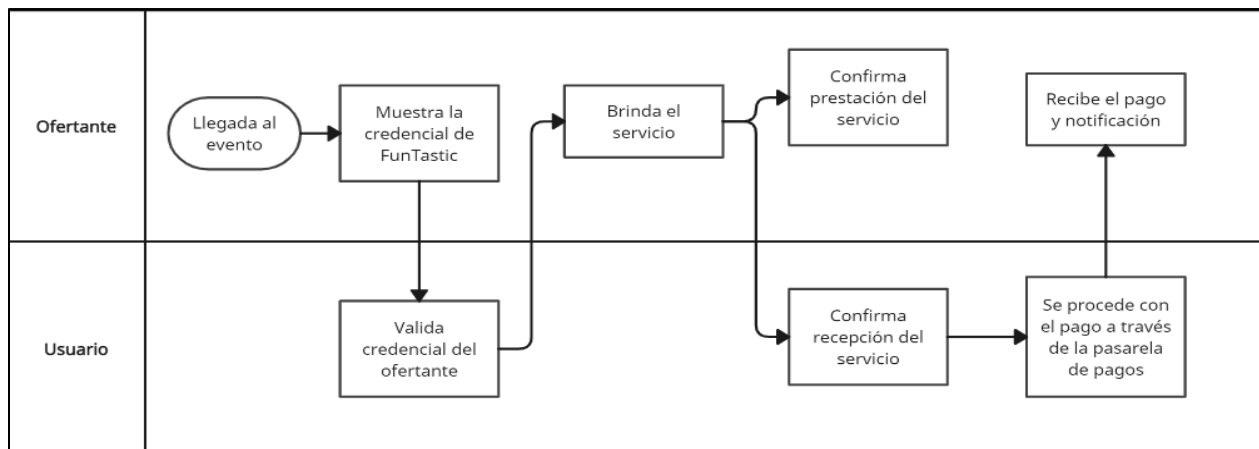 Ofertante
Llegada al
evento
Muestra la
credencial de
FunTastic
Brinda el
servicio
Confirma
prestación del
servicio
Recibe el pago
y notificación
Usuario
Valida
credencial del
ofertante
Confirma
recepción del
servicio
Se procede con
el pago a través
de la pasarela
de pagos